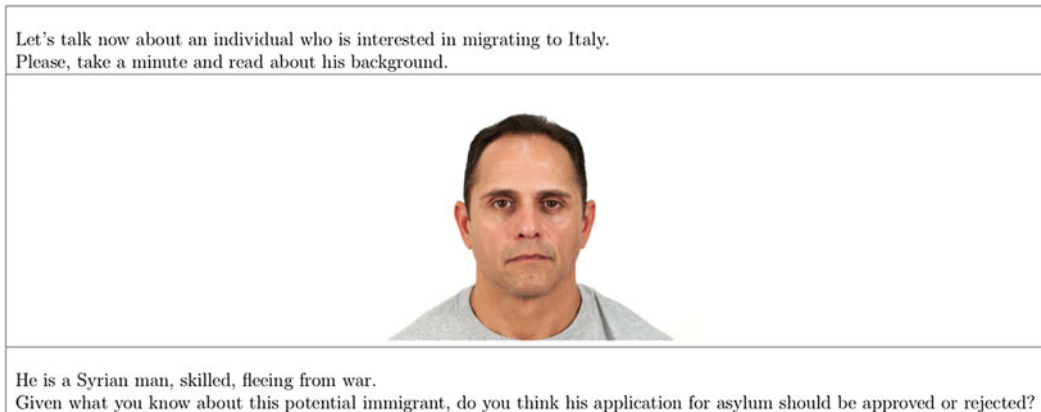 Let's talk now about an individual who is interested in migrating to Italy.
Please, take a minute and read about his background.
He is a Syrian man, skilled, fleeing from war.
Given what you know about this potential immigrant, do you think his application for asylum should be approved or rejected?